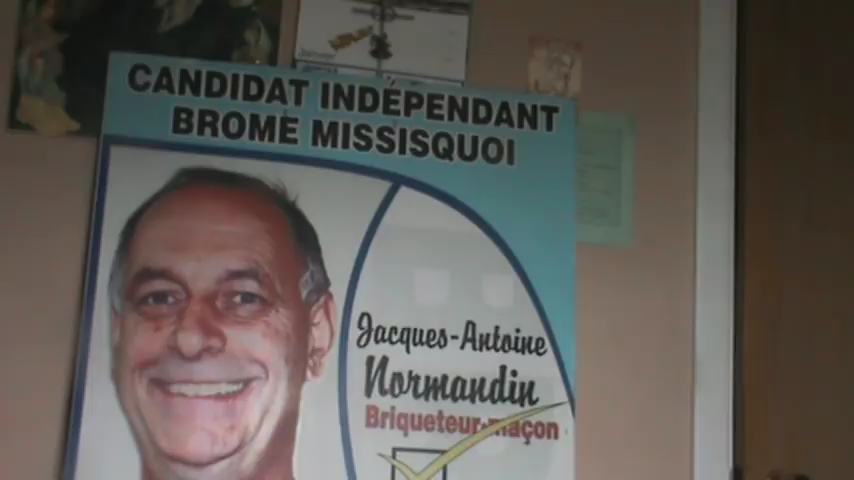 CANDIDAT INDÉPENDANT
BROME MISSISQUOI
Jacques-Antoine
Normandin
Briqueteur-maçon